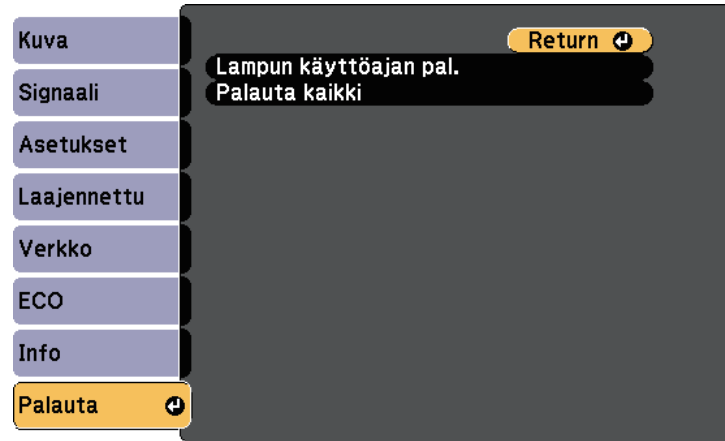 Kuva
Signaali
Asetukset
Laajennettu
Verkko
ECO
Info
Palauta
Return
Lampun käyttöajan pal.
Palauta kaikki